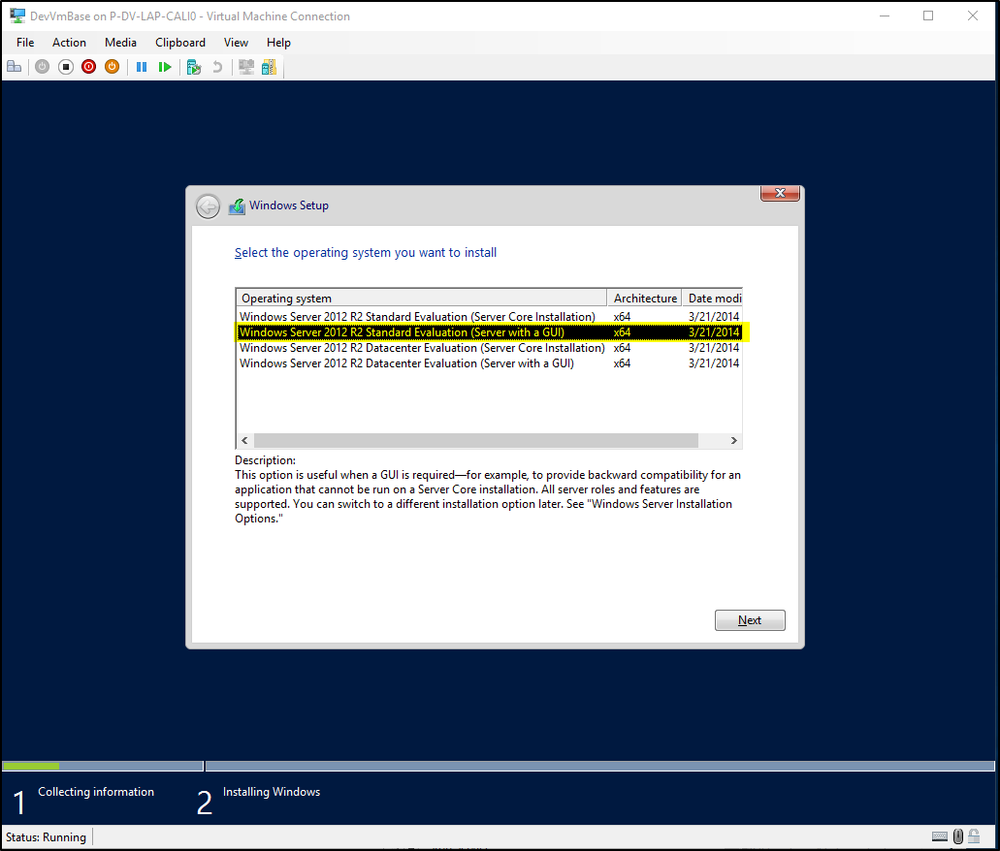 DevVmBase on P-DV-LAP-CALI0 - Virtual Machine Connection
File Action Media Clipboard View Help
Windows Setup
Select the operating system you want to install
Operating system Architecture Date modi
Windows Server 2012 R2 Standard Evaluation (Server Core Installation) x64 3/21/2014
Windows Server 2012 R2 Standard Evaluation (Server with a GUI) x64 3/21/2014
Windows Server 2012 R2 Datacenter Evaluation (Server Core Installation) x64 3/21/2014
Windows Server 2012 R2 Datacenter Evaluation (Server with a GUI) x64 3/21/2014
Description:
This option is useful when a GUI is required—for example, to provide backward compatibility for an
application that cannot be run on a Server Core installation. All server roles and features are
supported. You can switch to a different installation option later. See "Windows Server Installation
Options."
Next
1 Collecting information 2 Installing Windows
Status: Running